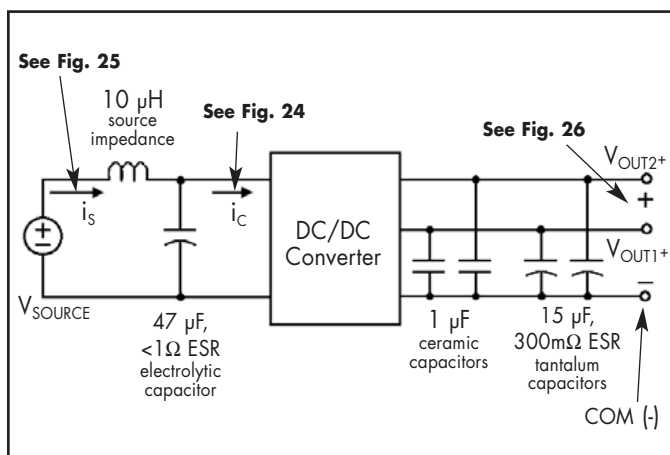 See Fig. 25
10 µH
source
impedance
See Fig. 24
See Fig. 26
VOUT2+
+
iS
iC
DC/DC
Converter
VOUT1+
VSOURCE
47 µF,
<1Ω ESR
electrolytic
capacitor
1 µF
ceramic
capacitors
15 µF,
300mΩ ESR
tantalum
capacitors
–
COM (-)